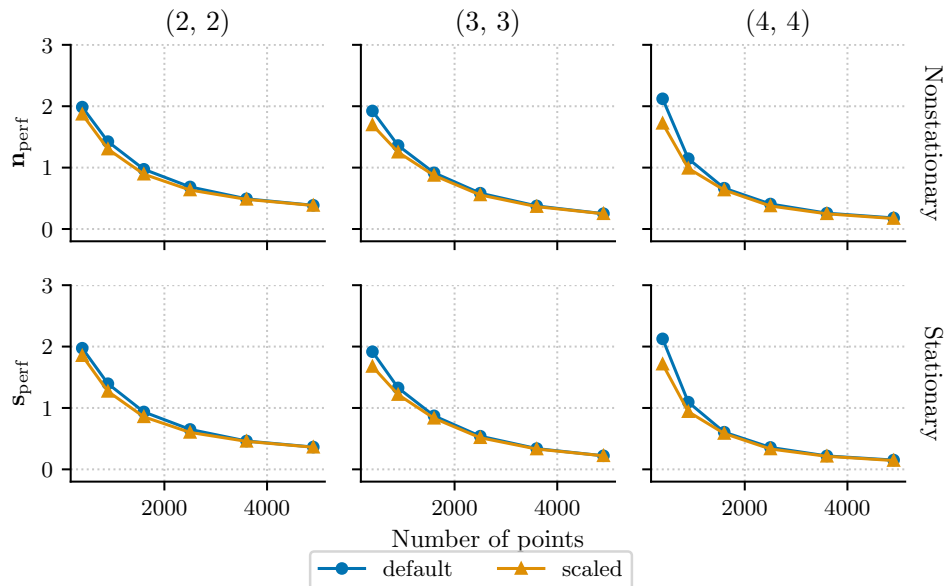 (2, 2) (3, 3) (4, 4)
3
2
1
0
n_perf
Nonstationary
3
2
1
0
s_perf
Stationary
2000 4000 2000 4000 2000 4000
Number of points
default scaled